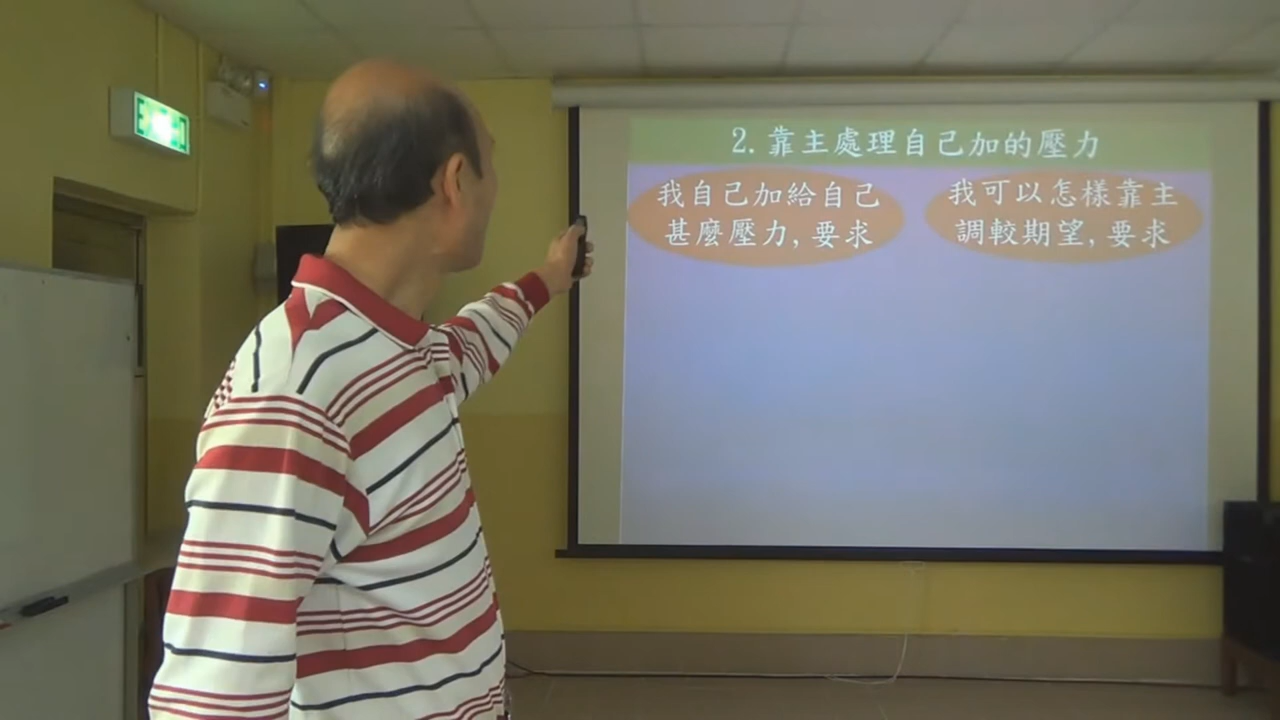 2.靠主處理自己加的壓力
我自己加給自己
甚麼壓力,要求
我可以怎樣靠主
調較期望,要求